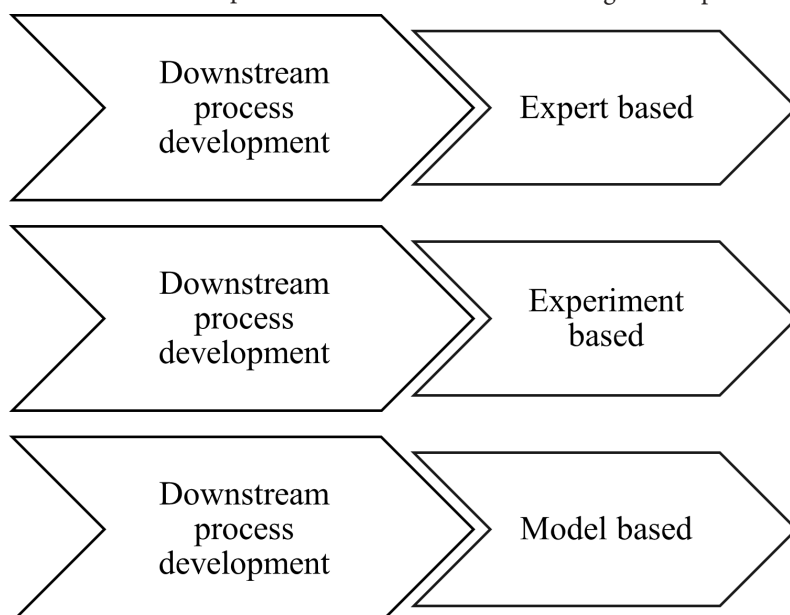 Downstream
process
development
Expert based
Downstream
process
development
Experiment
based
Downstream
process
development
Model based